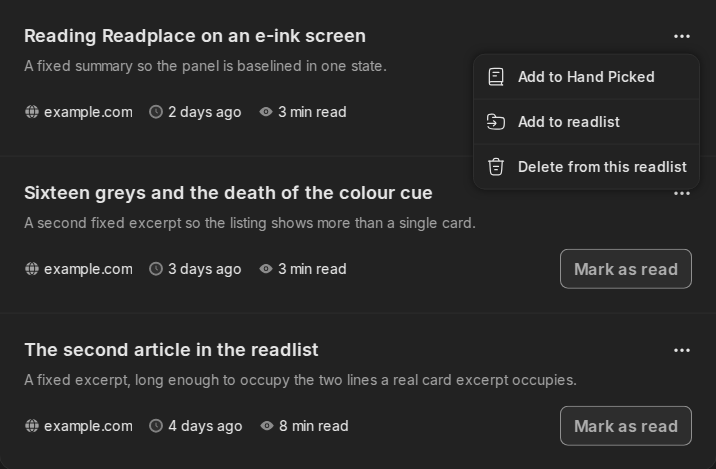 Reading Readplace on an e-ink screen
A fixed summary so the panel is baselined in one state.
example.com 2 days ago 3 min read
Add to Hand Picked
Add to readlist
Delete from this readlist
Sixteen greys and the death of the colour cue
A second fixed excerpt so the listing shows more than a single card.
example.com 3 days ago 3 min read
Mark as read
The second article in the readlist
A fixed excerpt, long enough to occupy the two lines a real card excerpt occupies.
example.com 4 days ago 8 min read
Mark as read